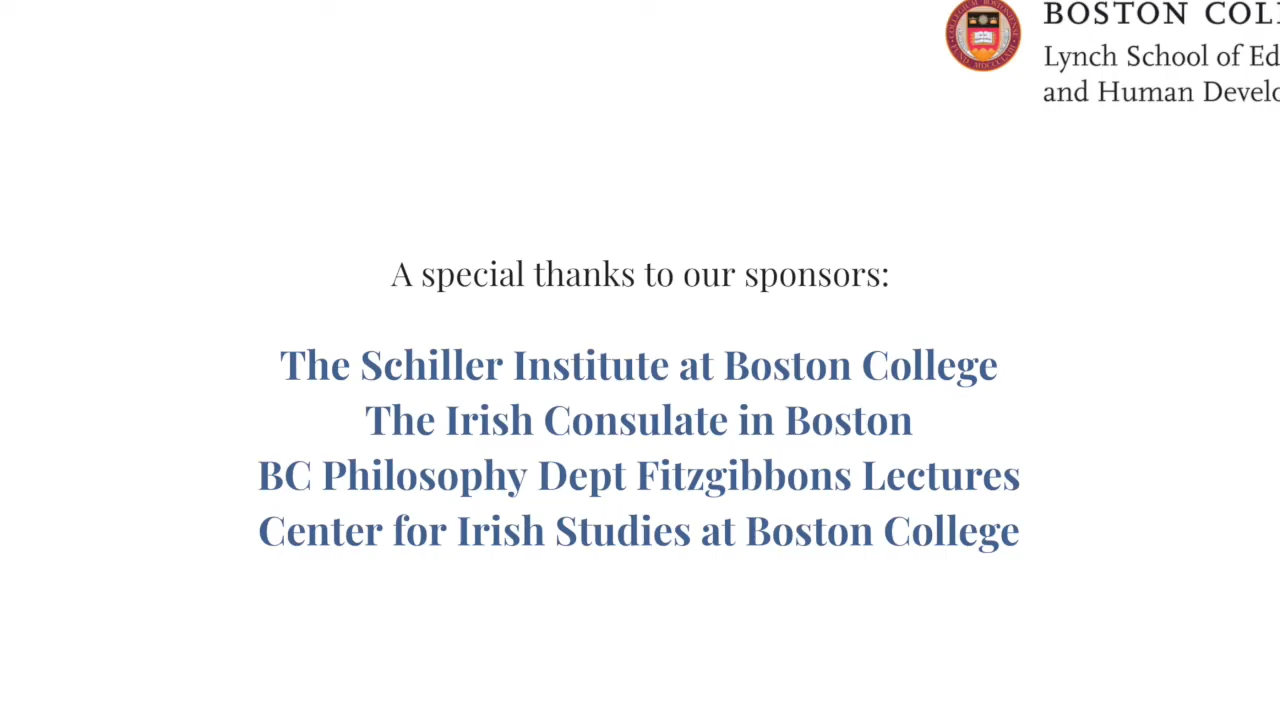 BOSTON COL
Lynch School of Ed
and Human Develo
A special thanks to our sponsors:
The Schiller Institute at Boston College
The Irish Consulate in Boston
BC Philosophy Dept Fitzgibbons Lectures
Center for Irish Studies at Boston College